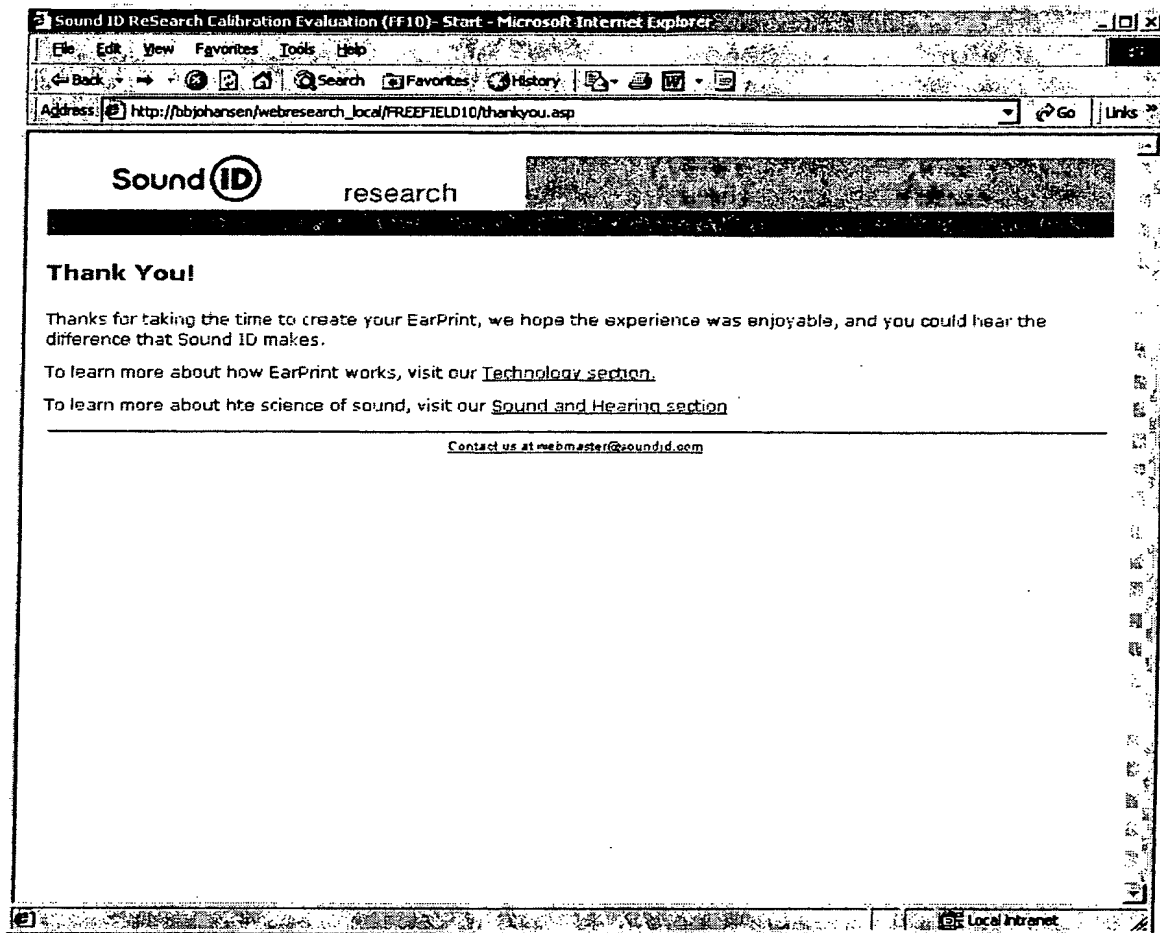 Sound ID ReSearch Calibration Evaluation (FF10)- Start - Microsoft Internet Explorer
File Edit View Favorites Tools Help
Back Search Favorites History
Address http://bbjohansen/webresearch_local/FREEFIELD10/thankyou.asp Go Links »
Sound ID research
Thank You!
Thanks for taking the time to create your EarPrint, we hope the experience was enjoyable, and you could hear the
difference that Sound ID makes.
To learn more about how EarPrint works, visit our Technology section.
To learn more about hte science of sound, visit our Sound and Hearing section
Contact us at webmaster@soundid.com
Local intranet